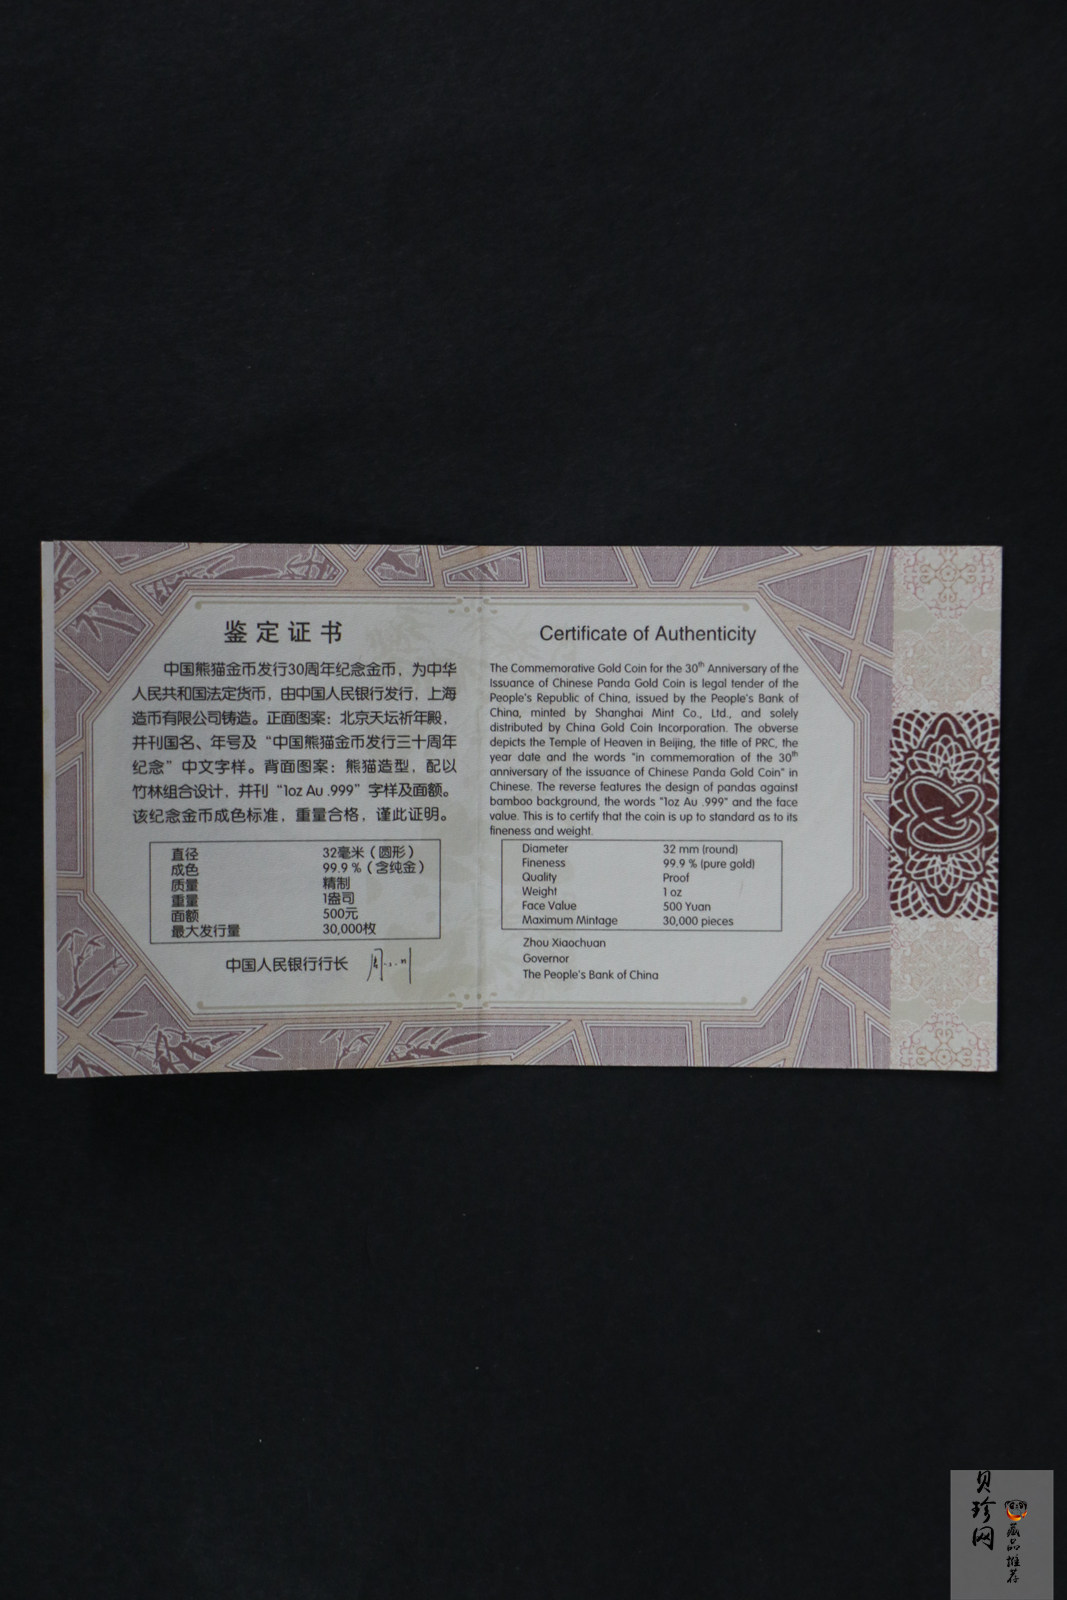 鉴定证书
中国熊猫金币发行30周年纪念金币，为中华
人民共和国法定货币，由中国人民银行发行，上海
造币有限公司铸造。正面图案：北京天坛祈年殿，
并刊国名、年号及“中国熊猫金币发行三十周年
纪念”中文字样。背面图案：熊猫造型，配以
竹林组合设计，并刊“1oz Au .999”字样及面额。
该纪念金币成色标准，重量合格，谨此证明。
直径 32毫米（圆形）
成色 99.9 %（含纯金）
质量 精制
重量 1盎司
面额 500元
最大发行量 30,000枚
中国人民银行行长
Certificate of Authenticity
The Commemorative Gold Coin for the 30th Anniversary of the
Issuance of Chinese Panda Gold Coin is legal tender of the
People's Republic of China, issued by the People's Bank of
China, minted by Shanghai Mint Co., Ltd., and solely
distributed by China Gold Coin Incorporation. The obverse
depicts the Temple of Heaven in Beijing, the title of PRC, the
year date and the words "in commemoration of the 30th
anniversary of the issuance of Chinese Panda Gold Coin" in
Chinese. The reverse features the design of pandas against
bamboo background, the words "1oz Au .999" and the face
value. This is to certify that the coin is up to standard as to its
fineness and weight.
Diameter 32 mm (round)
Fineness 99.9 % (pure gold)
Quality Proof
Weight 1 oz
Face Value 500 Yuan
Maximum Mintage 30,000 pieces
Zhou Xiaochuan
Governor
The People's Bank of China
贝珍网
藏品推荐